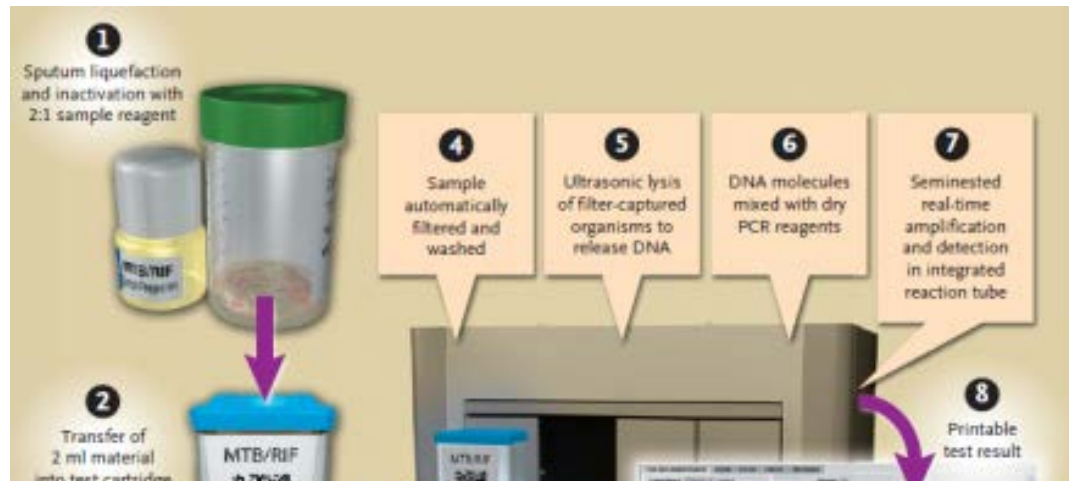 1
Sputum liquefaction
and inactivation with
2:1 sample reagent
MTB/RIF
4
Sample
automatically
filtered and
washed
5
Ultrasonic lysis
of filter-captured
organisms to
release DNA
6
DNA molecules
mixed with dry
PCR reagents
7
Seminested
real-time
amplification
and detection
in integrated
reaction tube
2
Transfer of
2 ml material
into test cartridge
MTB/RIF
MTB/RIF
8
Printable
test result